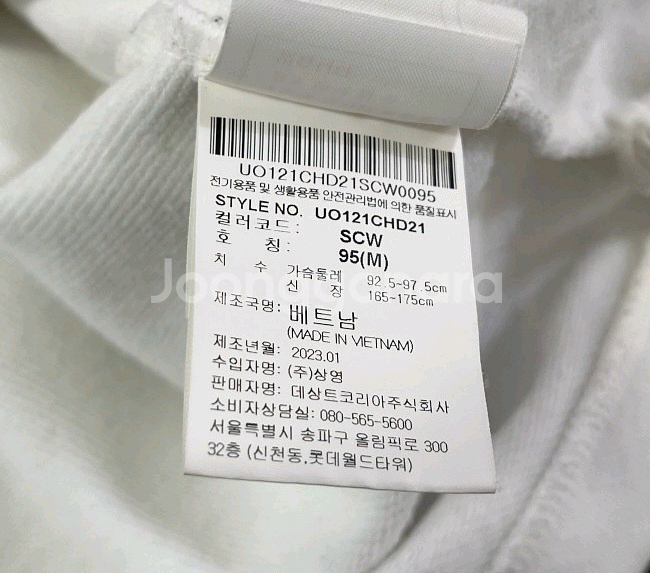 UO121CHD21SCW0095
전기용품 및 생활용품 안전관리법에 의한 품질표시
STYLE NO. UO121CHD21
컬러코드 : SCW
호 칭 : 95(M)
치 수 가슴둘레 92.5~97.5cm
신 장 165~175cm
Joongonara
제조국명: 베트남
(MADE IN VIETNAM)
제조년월: 2023.01
수입자명: (주)상영
판매자명: 데상트코리아주식회사
소비자상담실: 080-565-5600
서울특별시 송파구 올림픽로 300
32층 (신천동,롯데월드타워)